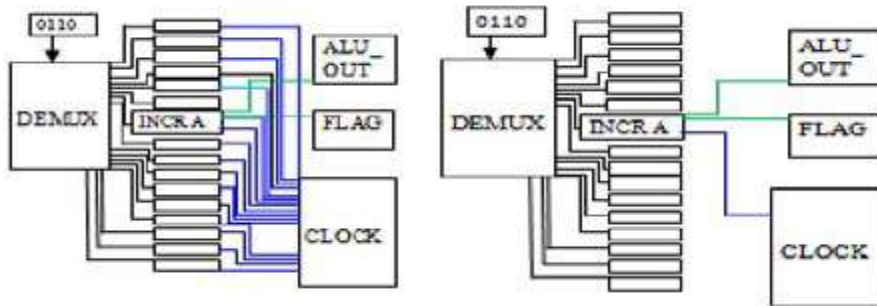 0110
ALU_
OUT
DEMUX
INCR A
FLAG
CLOCK
0110
ALU_
OUT
DEMUX
INCR A
FLAG
CLOCK